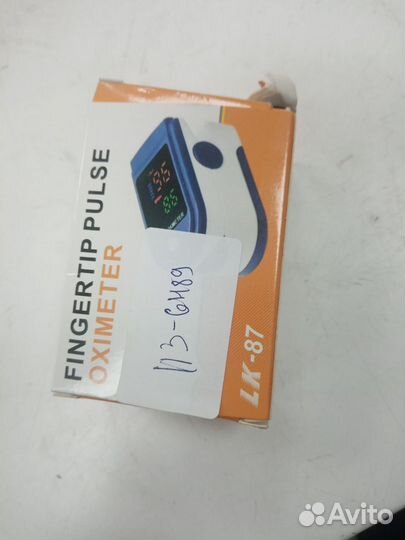 FINGERTIP PULSE
OXIMETER
ПЗ-6489
LK-87
Avito